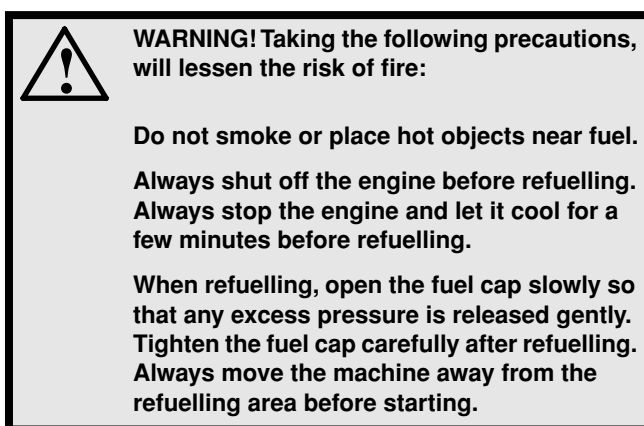 WARNING! Taking the following precautions,
will lessen the risk of fire:
Do not smoke or place hot objects near fuel.
Always shut off the engine before refuelling.
Always stop the engine and let it cool for a
few minutes before refuelling.
When refuelling, open the fuel cap slowly so
that any excess pressure is released gently.
Tighten the fuel cap carefully after refuelling.
Always move the machine away from the
refuelling area before starting.